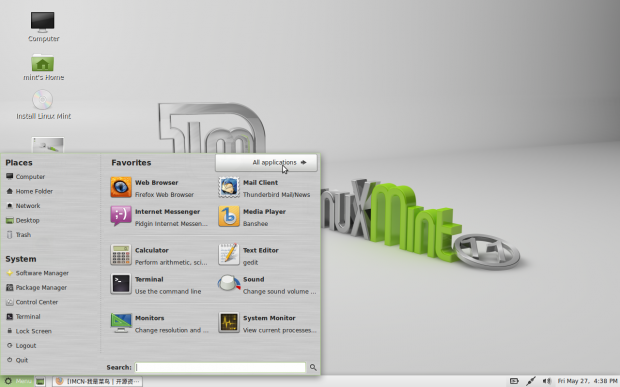 Computer
mint's Home
Install Linux Mint
Places
Computer
Home Folder
Network
Desktop
Trash
System
Software Manager
Package Manager
Control Center
Terminal
Lock Screen
Logout
Quit
Favorites
All applications
Web Browser
Firefox Web Browser
Mail Client
Thunderbird Mail/News
Internet Messenger
Pidgin Internet Messen...
Media Player
Banshee
Calculator
Perform arithmetic, sci...
Text Editor
gedit
Terminal
Use the command line
Sound
Change sound volume ...
Monitors
Change resolution and ...
System Monitor
View current processes...
Search:
nuxMint
Menu
[IMCN-我是菜鸟 | 开源资...
Fri May 27, 4:38 PM